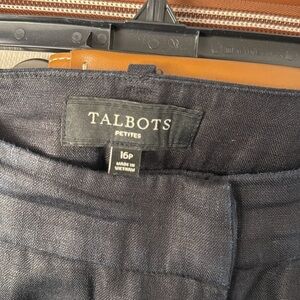 TALBOTS
PETITES
16P
MADE IN
VIETNAM